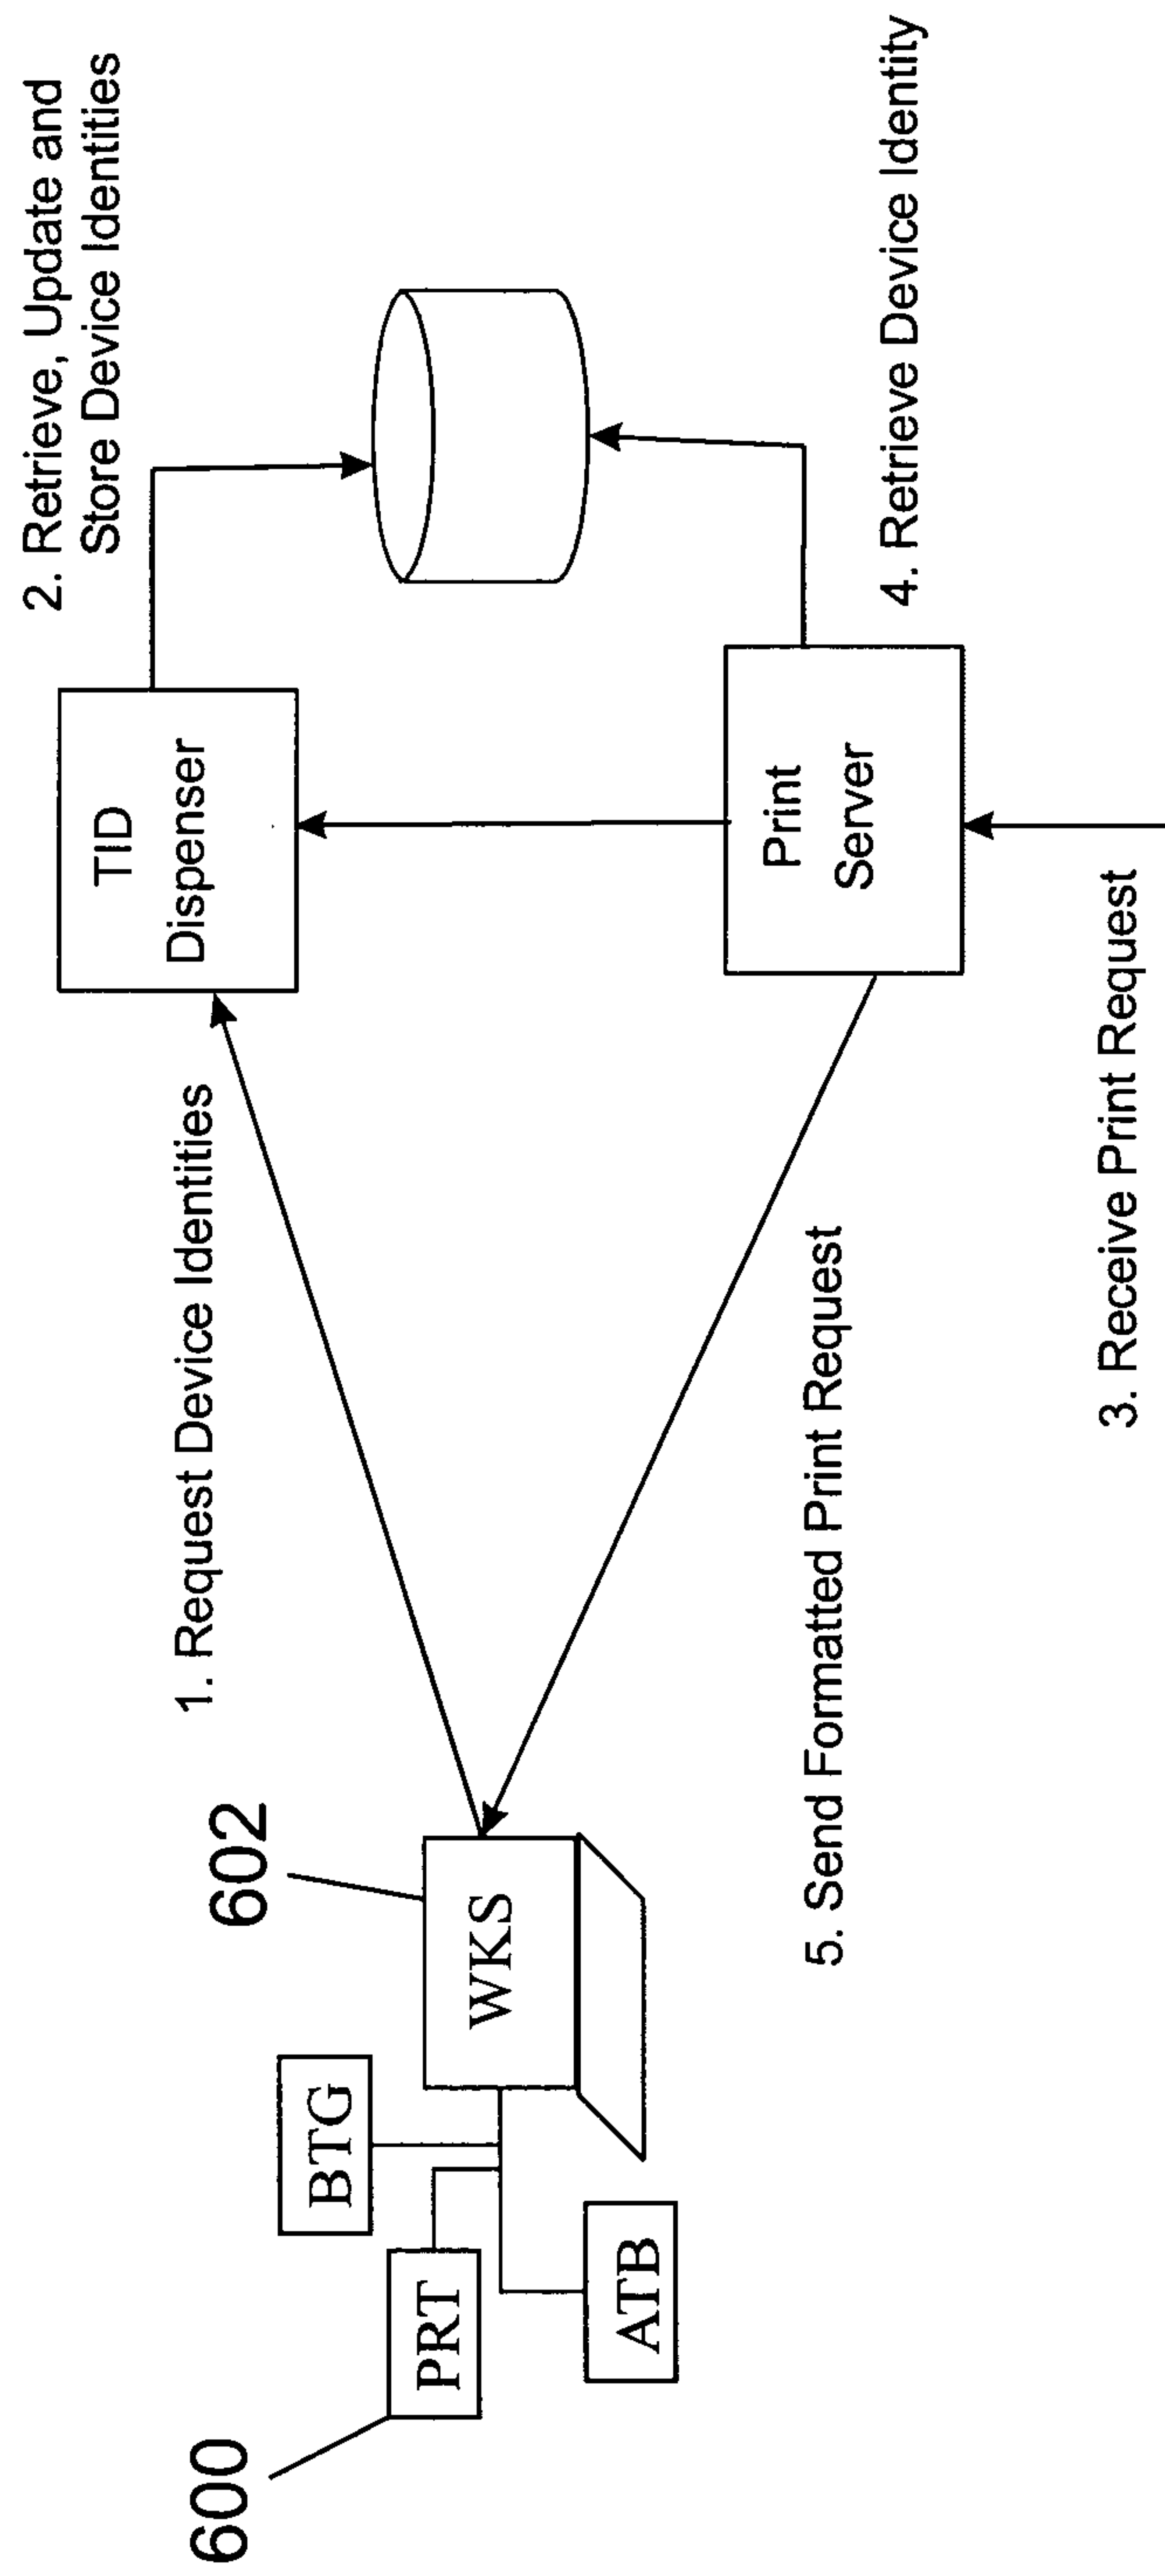 2. Retrieve, Update and
Store Device Identities
TID
Dispenser
1. Request Device Identities
602
600
BTG
PRT
WKS
ATB
Print
Server
4. Retrieve Device Identity
5. Send Formatted Print Request
3. Receive Print Request